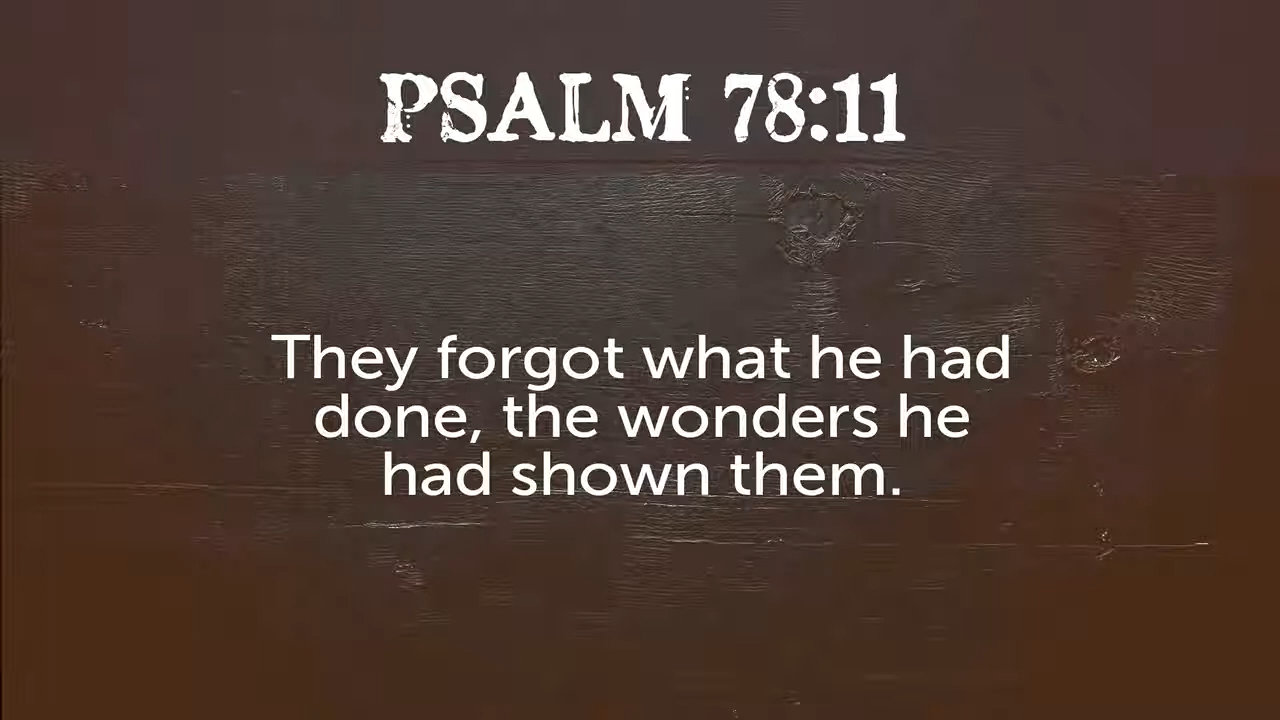 PSALM 78:11
They forgot what he had
done, the wonders he
had shown them.